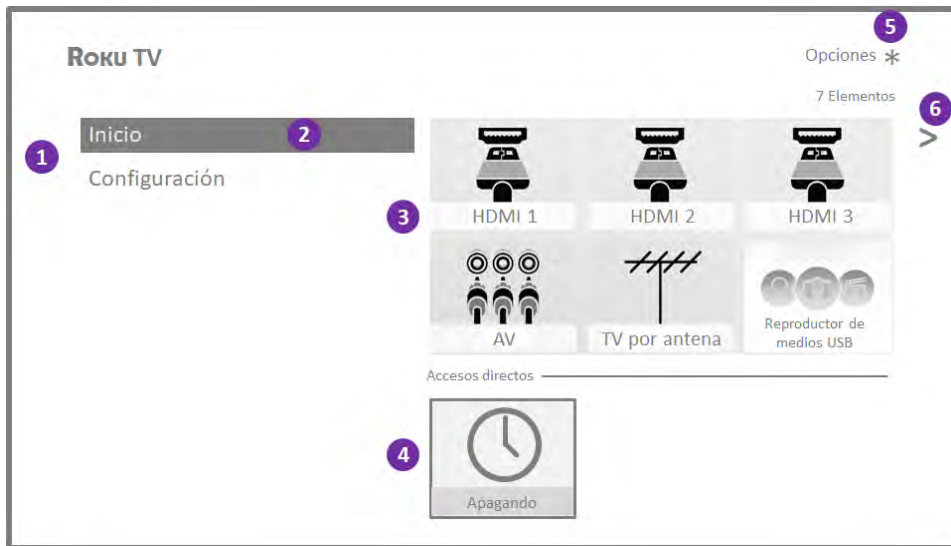 5
Roku TV
Opciones *
7 Elementos
6
>
Inicio
2
1
Configuración
3
HDMI 1
HDMI 2
HDMI 3
AV
TV por antena
Reproductor de
medios USB
Accesos directos
4
Apagando